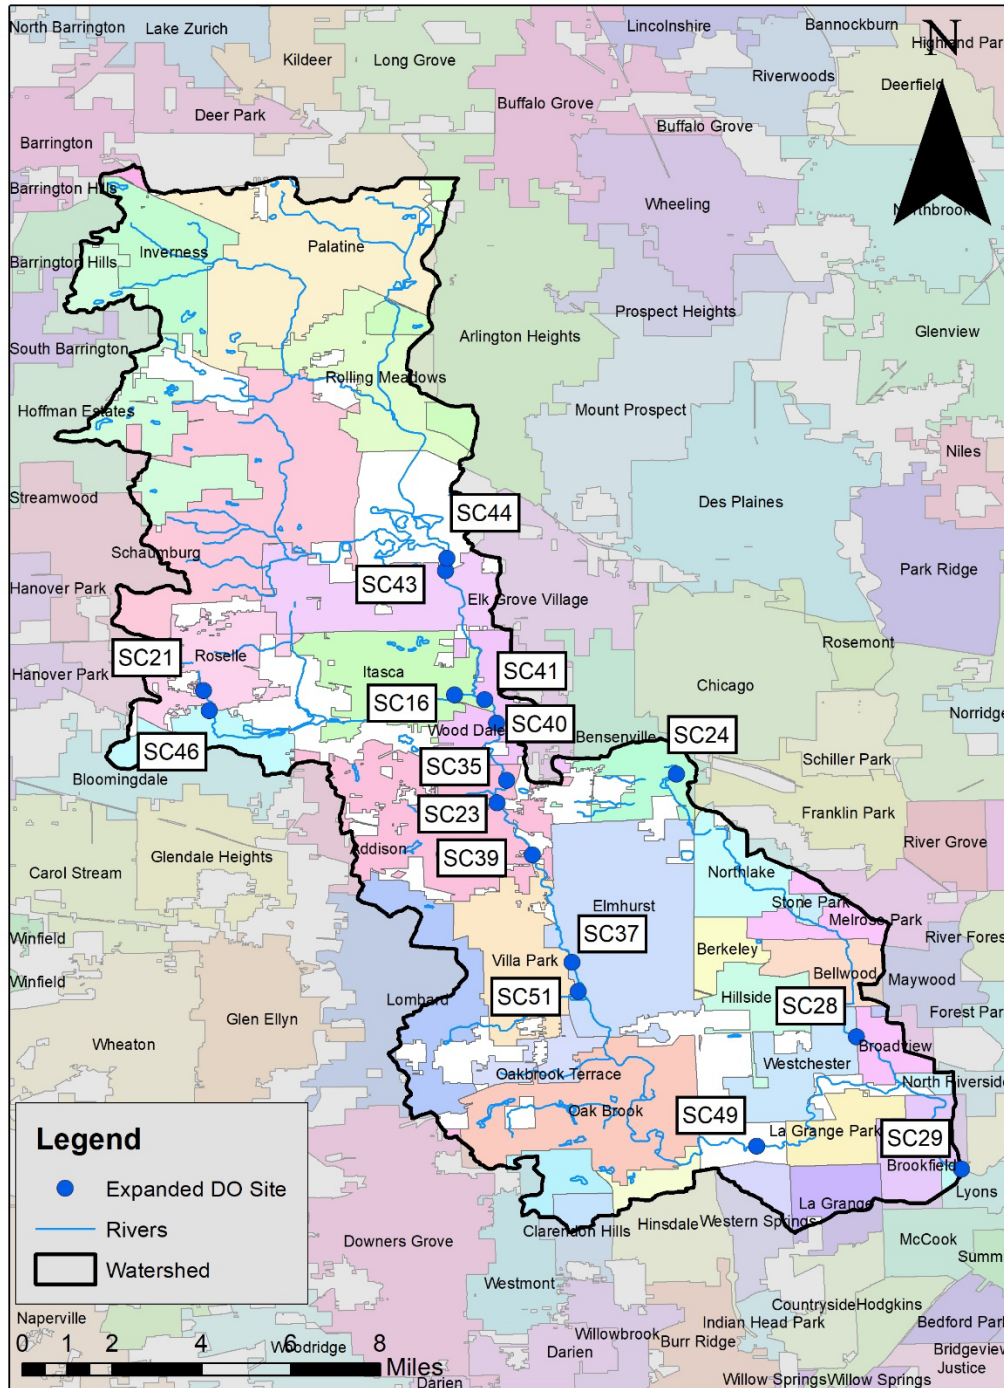 North Barrington
Lake Zurich
Lincolnshire
Bannockburn
Highland Par
Kildeer
Long Grove
N
Riverwoods
Deerfield
Buffalo Grove
Deer Park
Buffalo Grove
Barrington
Barrington Hills
Wheeling
Northbrook
Inverness
Palatine
Barrington Hills
Prospect Heights
Glenview
South Barrington
Arlington Heights
Rolling Meadows
Hoffman Estates
Mount Prospect
Niles
Streamwood
Des Plaines
SC44
Schaumburg
Park Ridge
Hanover Park
SC43
Elk Grove Village
Rosemont
SC21
Roselle
Hanover Park
Itasca
SC41
Chicago
SC16
Norridge
SC40
Wood Dale
Bensenville
SC24
SC46
Schiller Park
Bloomingdale
SC35
Franklin Park
SC23
River Grove
Addison
SC39
Glendale Heights
Carol Stream
Northlake
Stone Park
Elmhurst
Melrose Park
SC37
River Fores
Winfield
Berkeley
Villa Park
Bellwood
Maywood
Winfield
SC51
Hillside
SC28
Lombard
Forest Par
Glen Ellyn
Wheaton
Broadview
Westchester
Oakbrook Terrace
North Riverside
Oak Brook
SC49
La Grange Park
SC29
Brookfield
Lyons
Legend
Expanded DO Site
Rivers
Watershed
La Grange
Clarendon Hills
Hinsdale
Western Springs
McCook
Downers Grove
Summ
Westmont
Countryside
Hodgkins
Naperville
Indian Head Park
Bedford Park
Willowbrook
Burr Ridge
0 1 2 4 6 8
Woodridge
Darien
Bridgeview
Justice
Miles
Darien
Willow Springs
Willow Springs